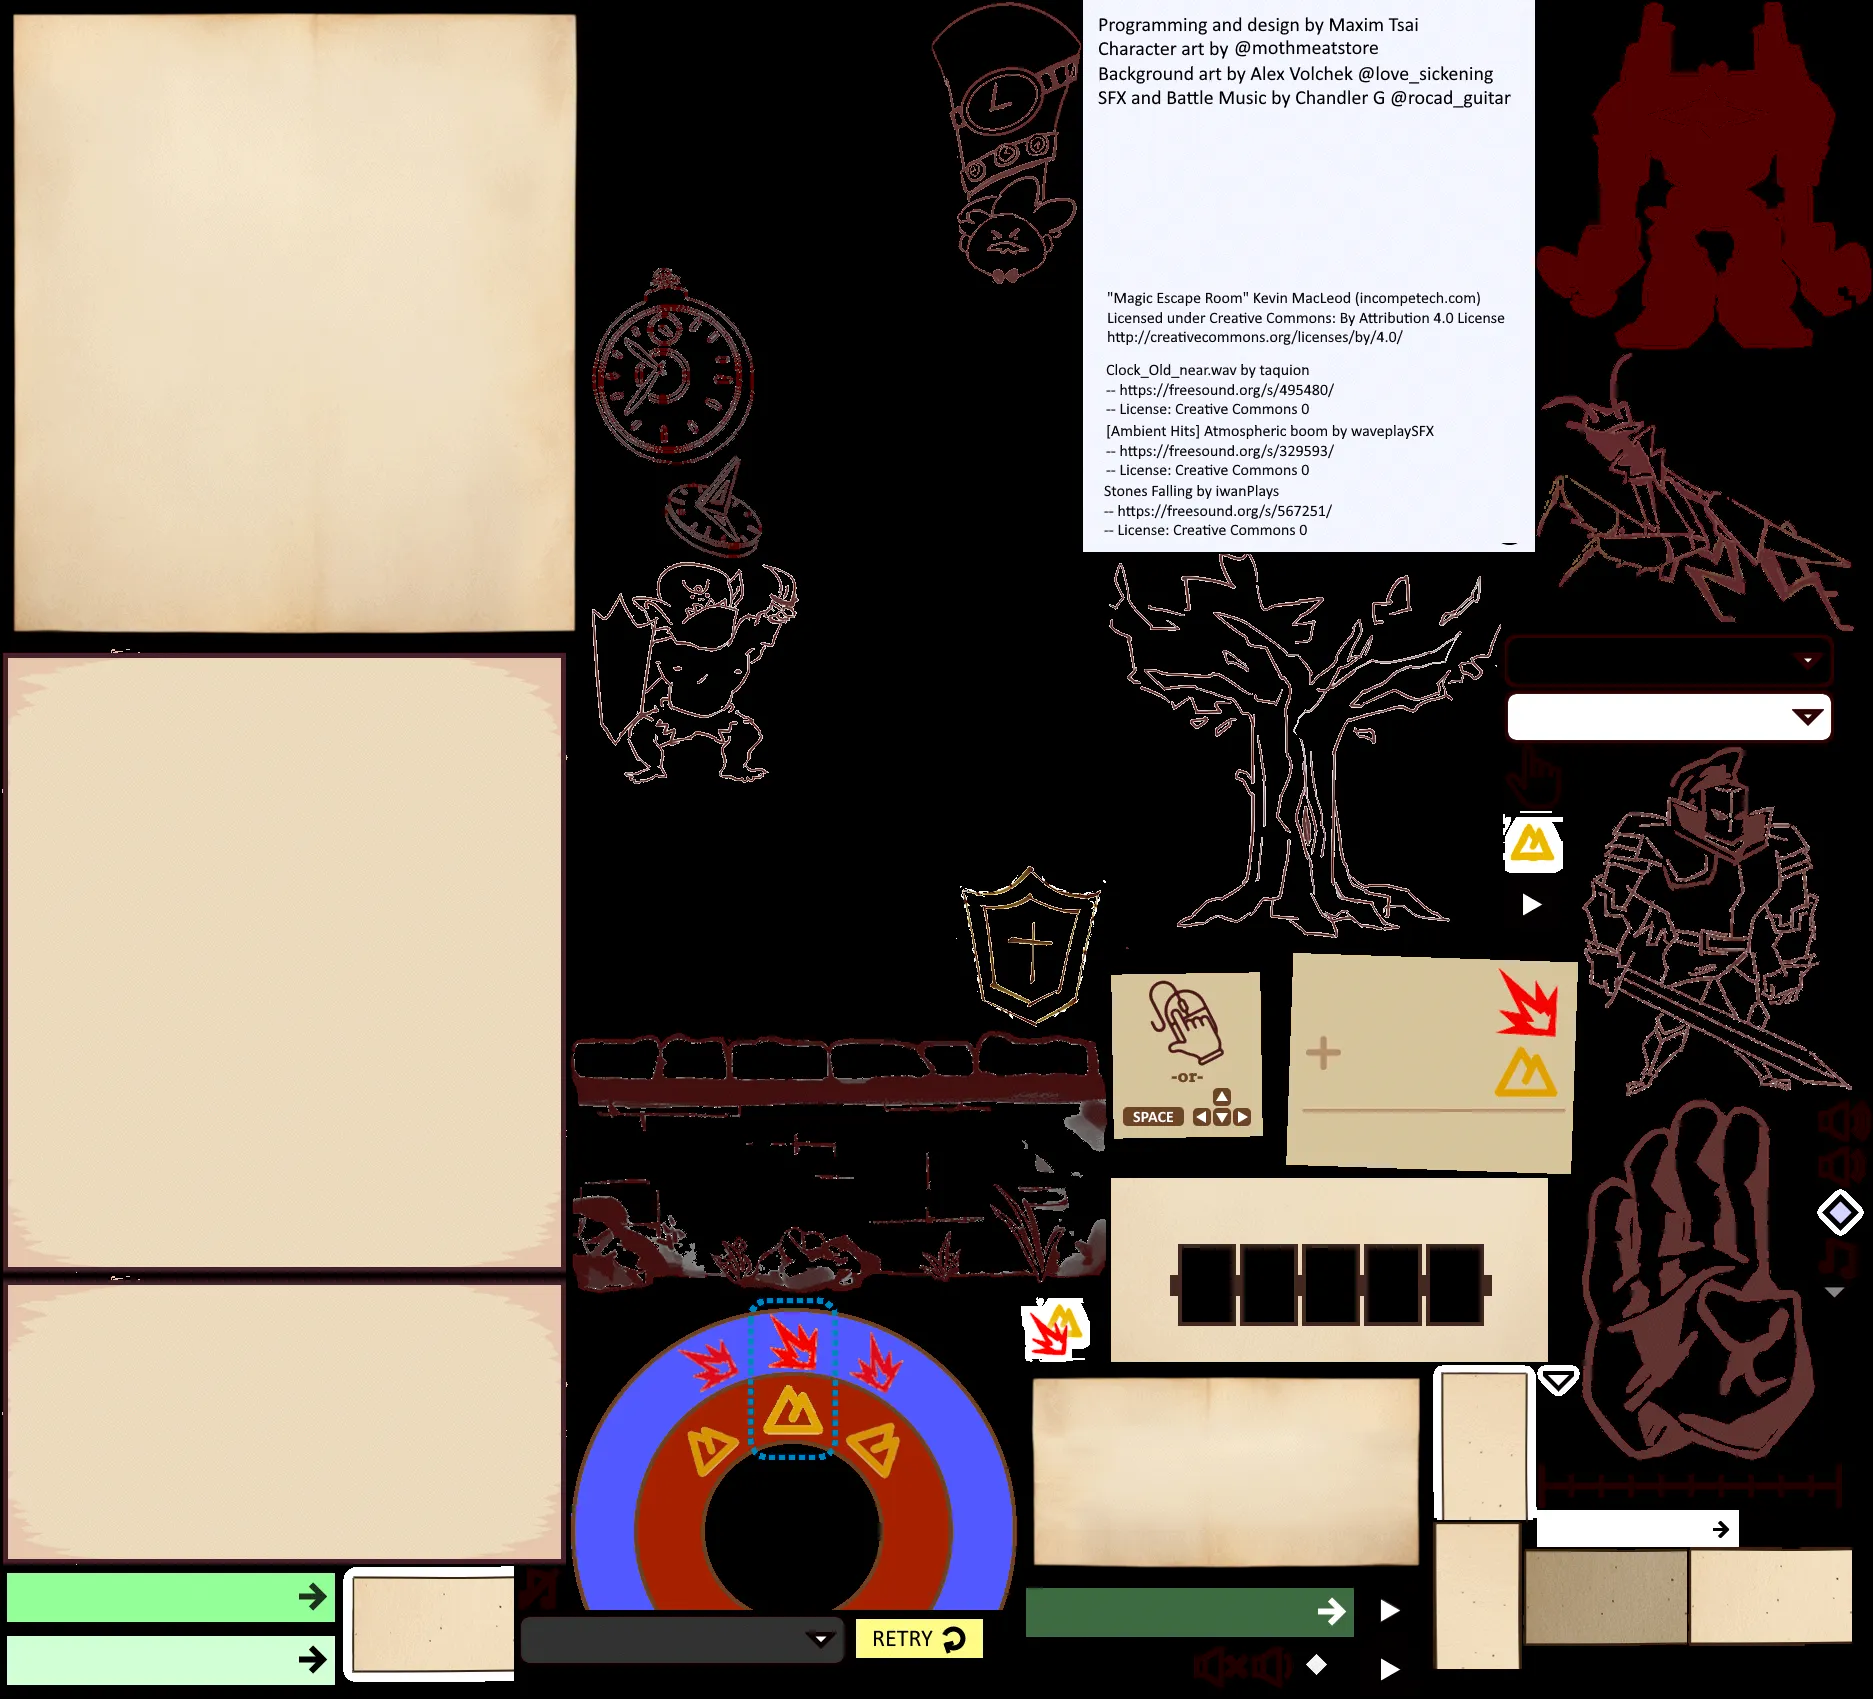 Programming and design by Maxim Tsai
Character art by @mothmeatstore
Background art by Alex Volchek @love_sickening
SFX and Battle Music by Chandler G @rocad_guitar
"Magic Escape Room" Kevin MacLeod (incompetech.com)
Licensed under Creative Commons: By Attribution 4.0 License
http://creativecommons.org/licenses/by/4.0/
Clock_Old_near.wav by taquion
-- https://freesound.org/s/495480/
-- License: Creative Commons 0
[Ambient Hits] Atmospheric boom by waveplaySFX
-- https://freesound.org/s/329593/
-- License: Creative Commons 0
Stones Falling by iwanPlays
-- https://freesound.org/s/567251/
-- License: Creative Commons 0
-or-
SPACE
RETRY